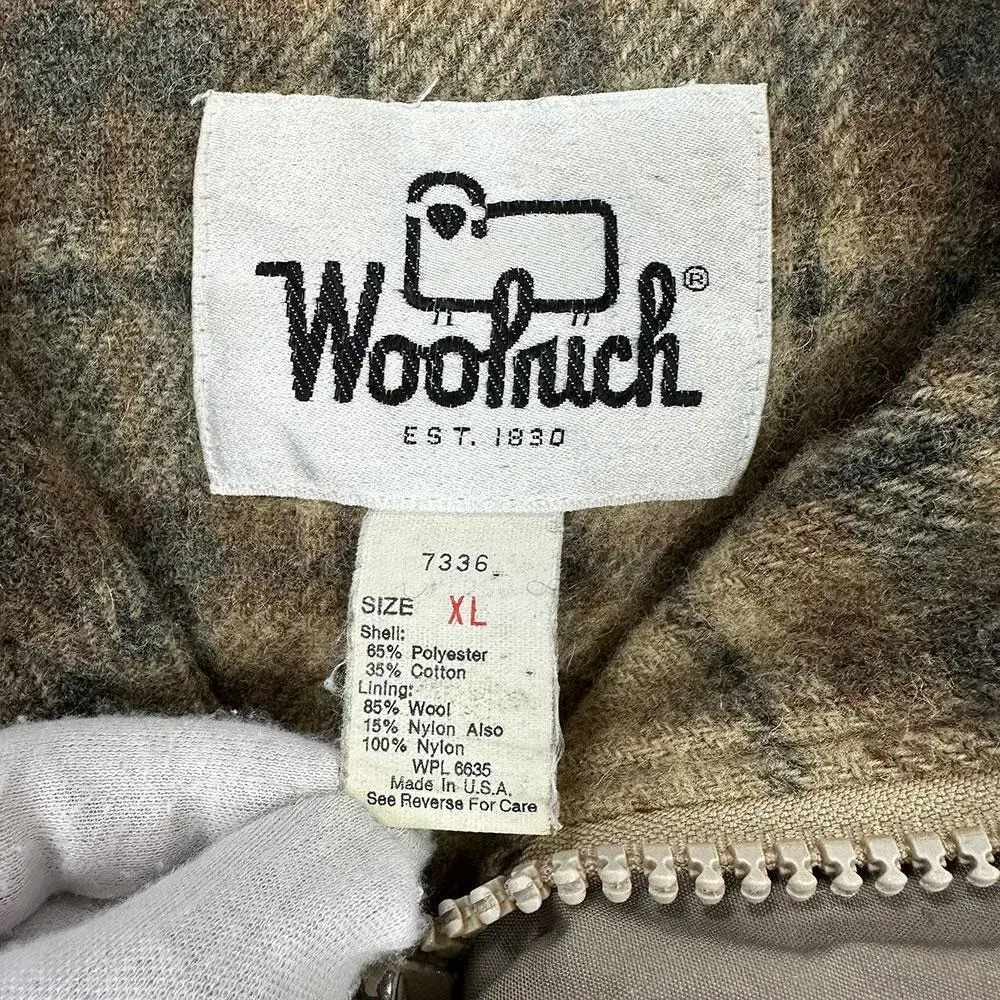 Woolrich®
EST. 1830
7336
SIZE XL
Shell:
65% Polyester
35% Cotton
Lining:
85% Wool
15% Nylon Also
100% Nylon
WPL 6635
Made In U.S.A.
See Reverse For Care